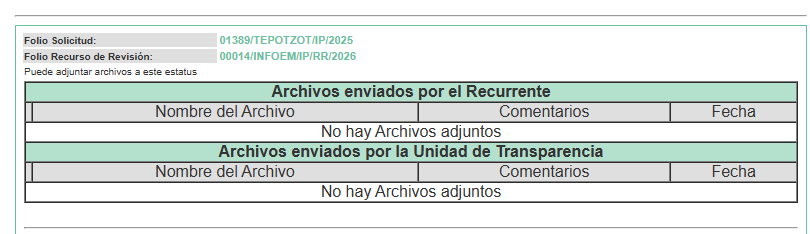 Folio Solicitud: 01389/TEPOTZOT/IP/2025
Folio Recurso de Revisión: 00014/INFOEM/IP/RR/2026
Puede adjuntar archivos a este estatus
Archivos enviados por el Recurrente
Nombre del Archivo Comentarios Fecha
No hay Archivos adjuntos
Archivos enviados por la Unidad de Transparencia
Nombre del Archivo Comentarios Fecha
No hay Archivos adjuntos